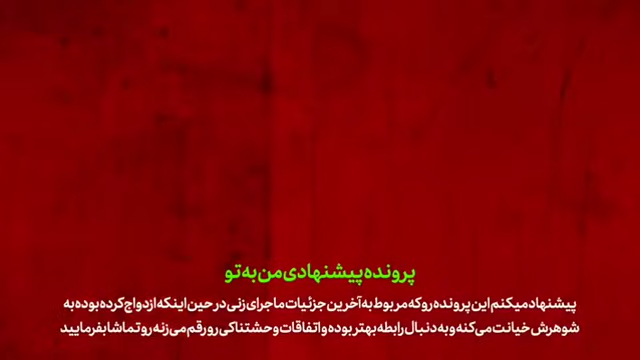 پرونده پیشنهادی من به تو
پیشنهاد میکنم این پرونده رو که مربوط به آخرین جزئیات ماجرای زنی در حین اینکه ازدواج کرده بوده به
شوهرش خیانت می‌کنه و به دنبال رابطه بهتر بوده و اتفاقات وحشتناکی رو رقم می‌زنه رو تماشا بفرمایید